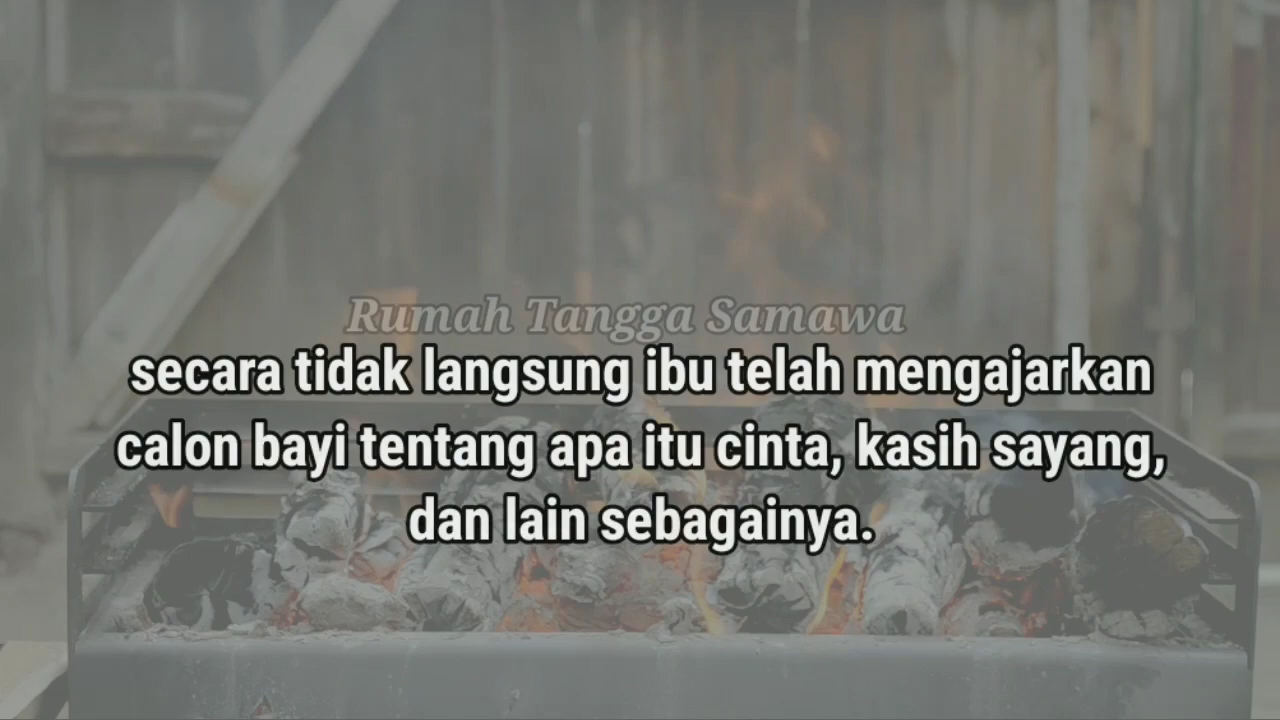 Rumah Tangga Samawa
secara tidak langsung ibu telah mengajarkan
calon bayi tentang apa itu cinta, kasih sayang,
dan lain sebagainya.